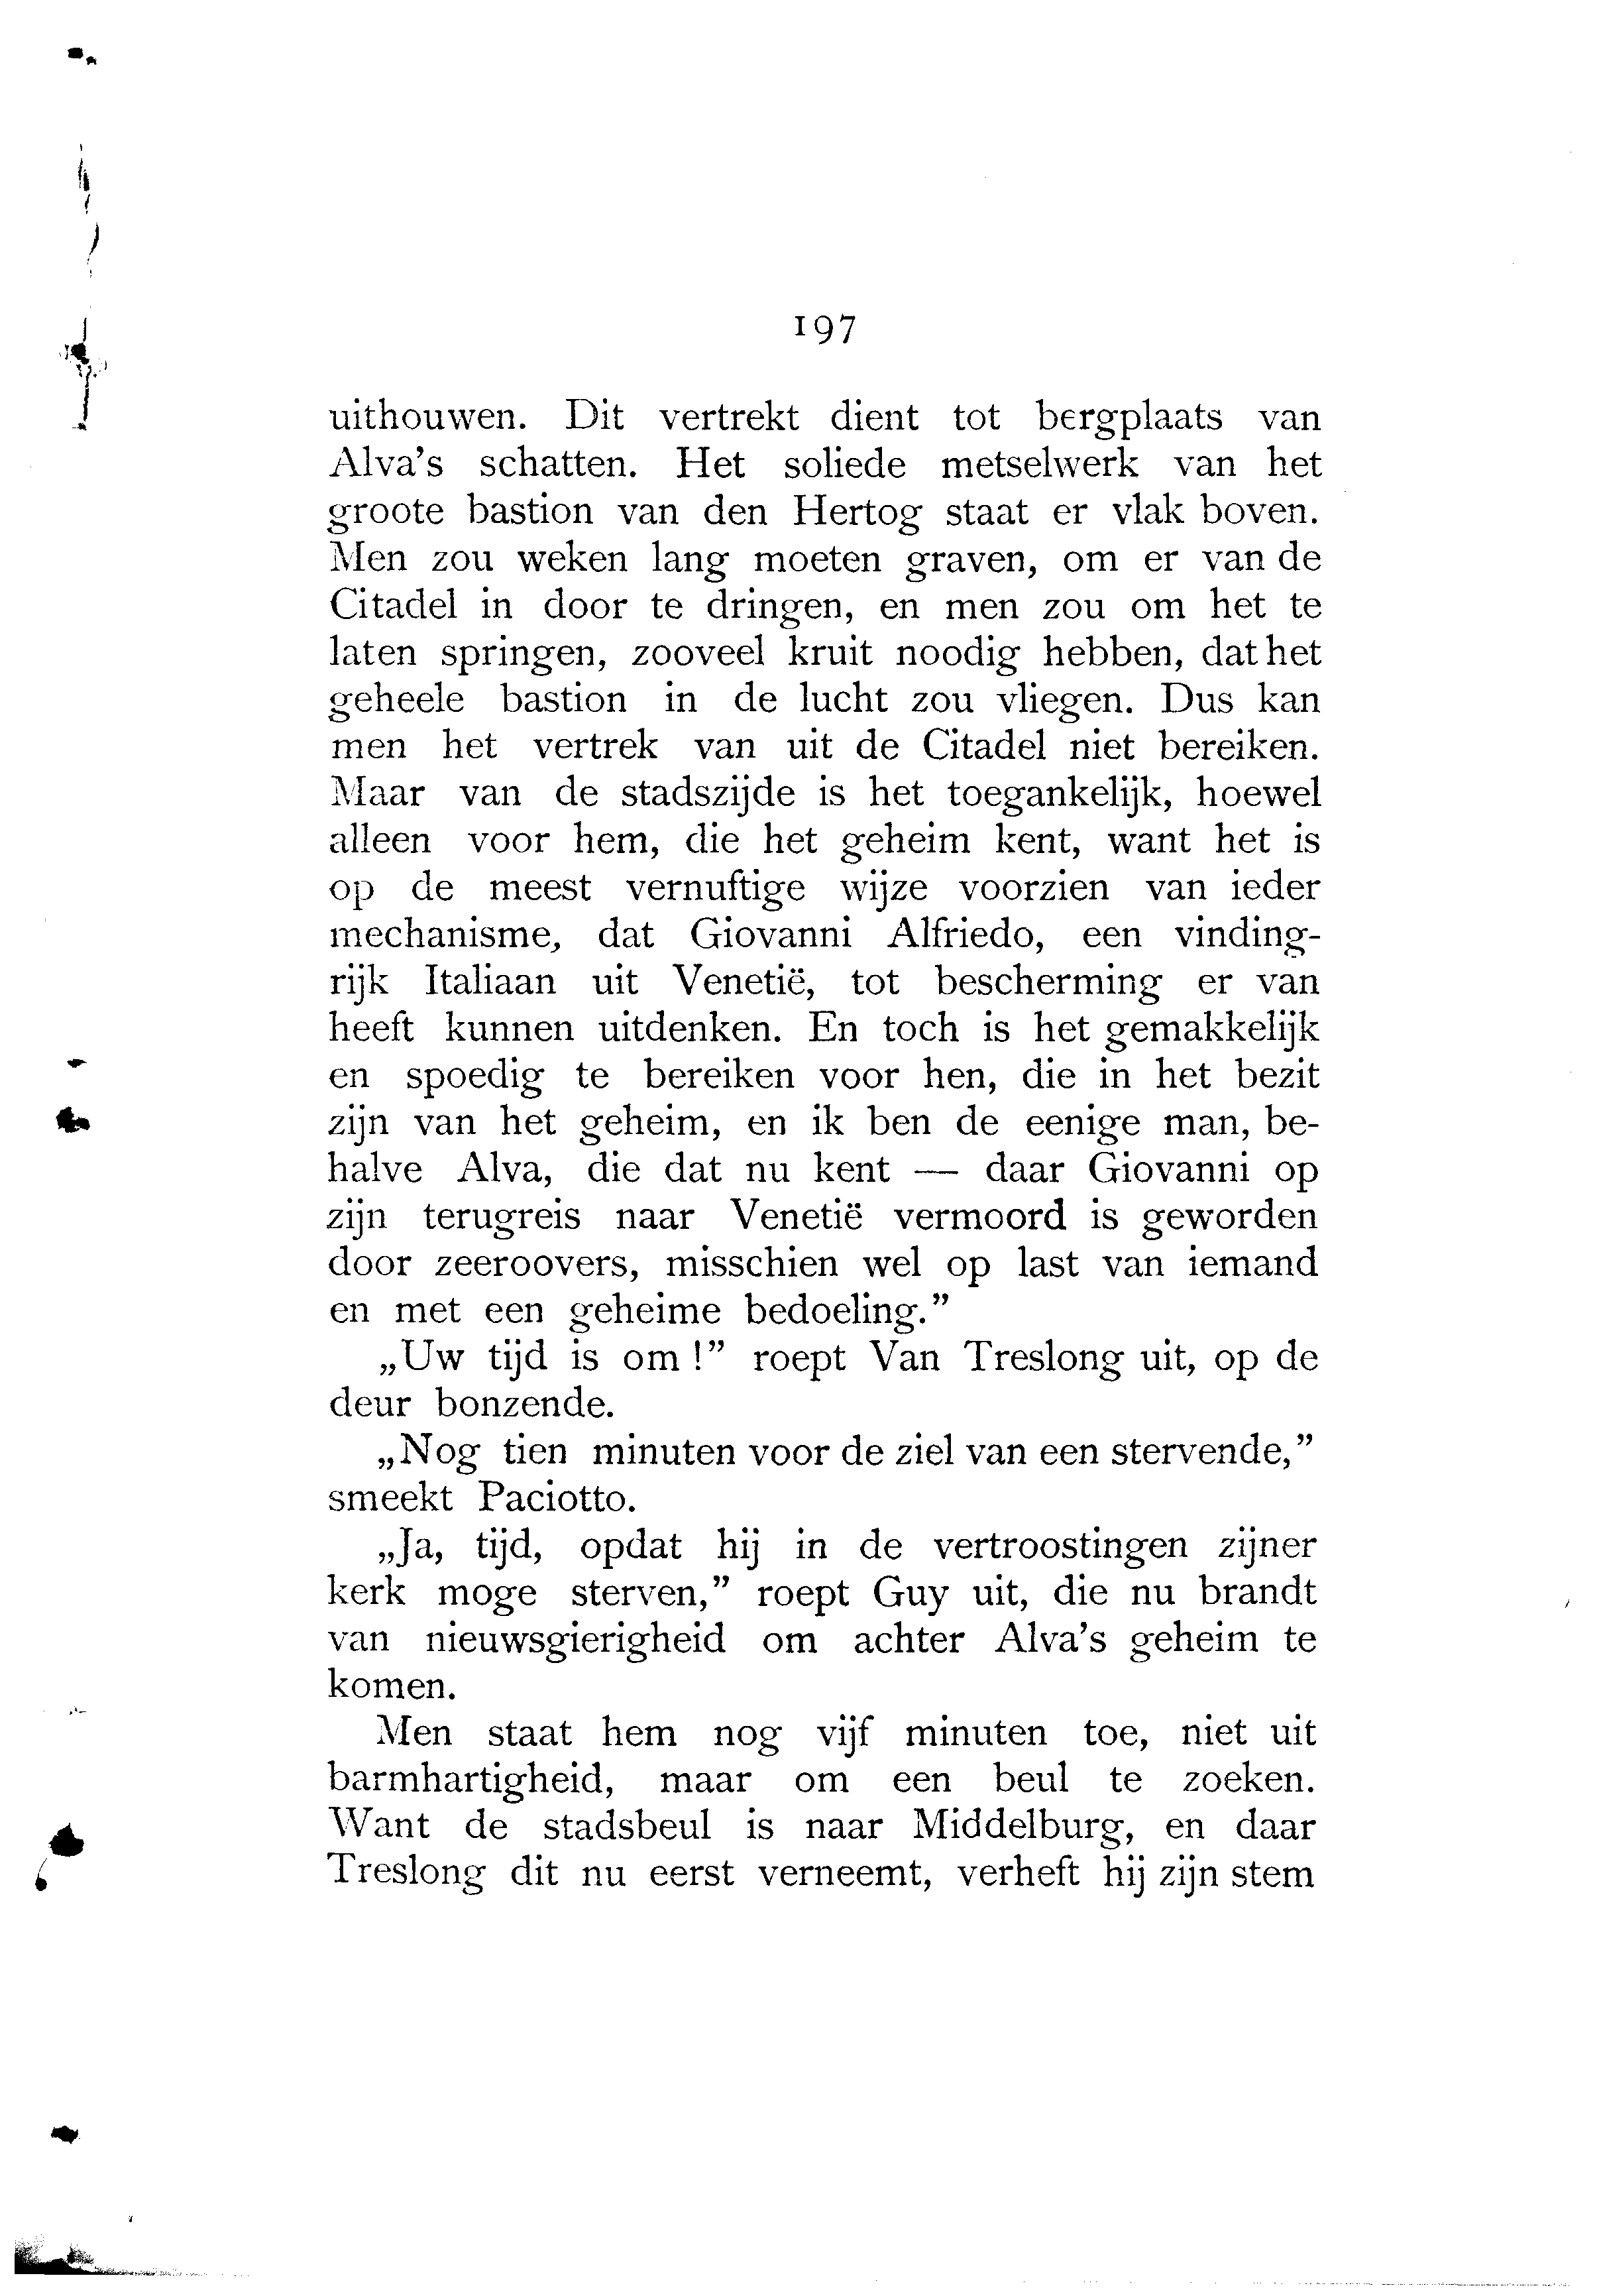 197
uithouwen. Dit vertrekt dient tot bergplaats van
Alva's schatten. Het soliede metselwerk van het
groote bastion van den Hertog staat er vlak boven.
Men zou weken lang moeten graven, om er van de
Citadel in door te dringen, en men zou om het te
laten springen, zooveel kruit noodig hebben, dat het
geheele bastion in de lucht zou vliegen. Dus kan
men het vertrek van uit de Citadel niet bereiken.
Maar van de stadszijde is het toegankelijk, hoewel
alleen voor hem, die het geheim kent, want het is
op de meest vernuftige wijze voorzien van ieder
mechanisme, dat Giovanni Alfriedo, een vinding-
rijk Italiaan uit Venetië, tot bescherming er van
heeft kunnen uitdenken. En toch is het gemakkelijk
en spoedig te bereiken voor hen, die in het bezit
zijn van het geheim, en ik ben de eenige man, be-
halve Alva, die dat nu kent — daar Giovanni op
zijn terugreis naar Venetië vermoord is geworden
door zeeroovers, misschien wel op last van iemand
en met een geheime bedoeling.”
„Uw tijd is om!” roept Van Treslong uit, op de
deur bonzende.
„Nog tien minuten voor de ziel van een stervende,”
smeekt Paciotto.
„Ja, tijd, opdat hij in de vertroostingen zijner
kerk moge sterven,” roept Guy uit, die nu brandt
van nieuwsgierigheid om achter Alva's geheim te
komen.
Men staat hem nog vijf minuten toe, niet uit
barmhartigheid, maar om een beul te zoeken.
Want de stadsbeul is naar Middelburg, en daar
Treslong dit nu eerst verneemt, verheft hij zijn stem